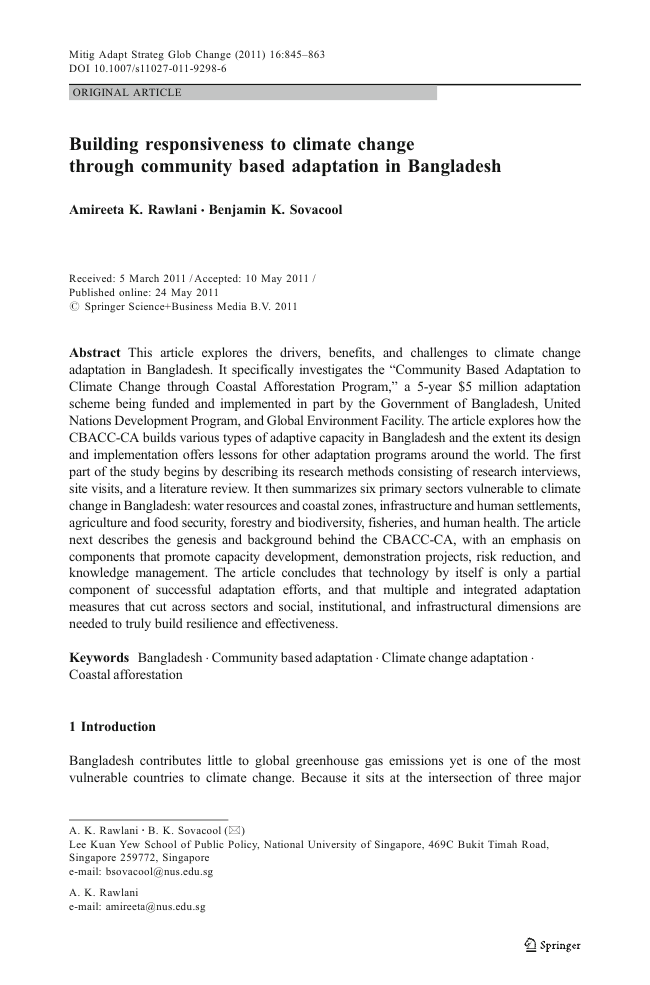 Mitig Adapt Strateg Glob Change (2011) 16:845–863
DOI 10.1007/s11027-011-9298-6
ORIGINAL ARTICLE
Building responsiveness to climate change
through community based adaptation in Bangladesh
Amireeta K. Rawlani · Benjamin K. Sovacool
Received: 5 March 2011 / Accepted: 10 May 2011 /
Published online: 24 May 2011
© Springer Science+Business Media B.V. 2011
Abstract This article explores the drivers, benefits, and challenges to climate change
adaptation in Bangladesh. It specifically investigates the “Community Based Adaptation to
Climate Change through Coastal Afforestation Program,” a 5-year $5 million adaptation
scheme being funded and implemented in part by the Government of Bangladesh, United
Nations Development Program, and Global Environment Facility. The article explores how the
CBACC-CA builds various types of adaptive capacity in Bangladesh and the extent its design
and implementation offers lessons for other adaptation programs around the world. The first
part of the study begins by describing its research methods consisting of research interviews,
site visits, and a literature review. It then summarizes six primary sectors vulnerable to climate
change in Bangladesh: water resources and coastal zones, infrastructure and human settlements,
agriculture and food security, forestry and biodiversity, fisheries, and human health. The article
next describes the genesis and background behind the CBACC-CA, with an emphasis on
components that promote capacity development, demonstration projects, risk reduction, and
knowledge management. The article concludes that technology by itself is only a partial
component of successful adaptation efforts, and that multiple and integrated adaptation
measures that cut across sectors and social, institutional, and infrastructural dimensions are
needed to truly build resilience and effectiveness.
Keywords Bangladesh · Community based adaptation · Climate change adaptation ·
Coastal afforestation
1 Introduction
Bangladesh contributes little to global greenhouse gas emissions yet is one of the most
vulnerable countries to climate change. Because it sits at the intersection of three major
A. K. Rawlani · B. K. Sovacool (✉)
Lee Kuan Yew School of Public Policy, National University of Singapore, 469C Bukit Timah Road,
Singapore 259772, Singapore
e-mail: bsovacool@nus.edu.sg
A. K. Rawlani
e-mail: amireeta@nus.edu.sg
Springer